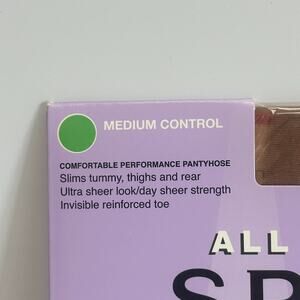 MEDIUM CONTROL
COMFORTABLE PERFORMANCE PANTYHOSE
Slims tummy, thighs and rear
Ultra sheer look/day sheer strength
Invisible reinforced toe
ALL